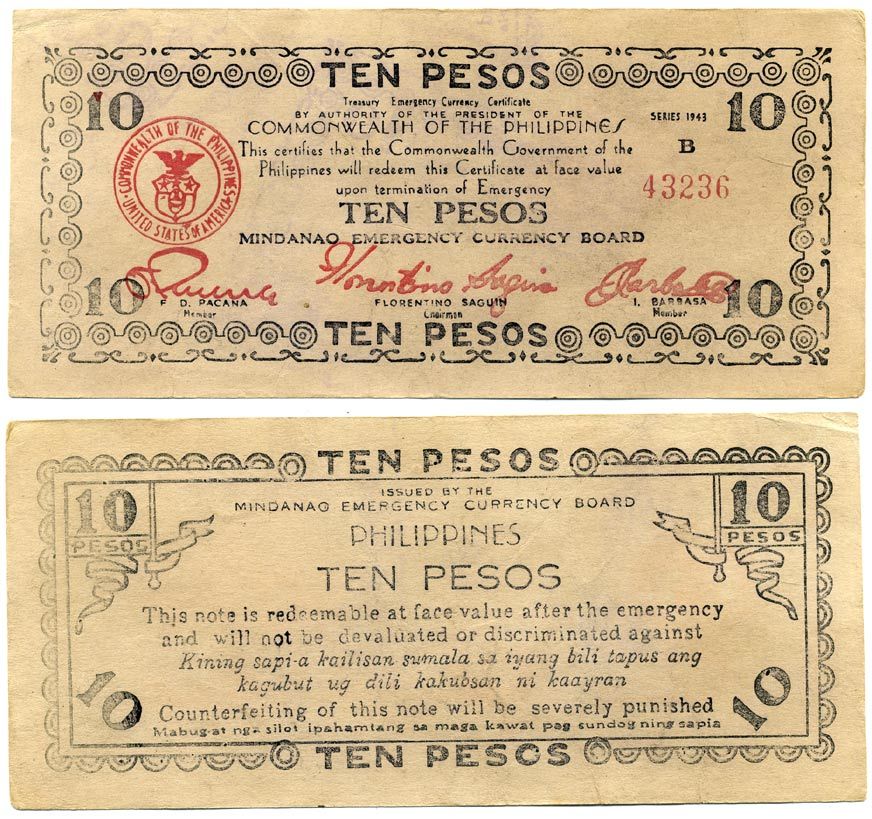 TEN PESOS
Treasury Emergency Currency Certificate
BY AUTHORITY OF THE PRESIDENT OF THE
COMMONWEALTH OF THE PHILIPPINES
SERIES 1943
10
10
B
COMMONWEALTH OF THE PHILIPPINES
UNITED STATES OF AMERICA
This certifies that the Commonwealth Government of the
Philippines will redeem this Certificate at face value
upon termination of Emergency
43236
TEN PESOS
MINDANAO EMERGENCY CURRENCY BOARD
F Pacana
Florentino Saguin
I Barbasa
10
10
F. D. PACANA
Member
FLORENTINO SAGUIN
Chairman
I. BARBASA
Member
TEN PESOS
TEN PESOS
10
PESOS
10
PESOS
ISSUED BY THE
MINDANAO EMERGENCY CURRENCY BOARD
PHILIPPINES
TEN PESOS
This note is redeemable at face value after the emergency
and will not be devaluated or discriminated against
Kining sapi-a kailisan sumala sa iyang bili tapus ang
kagubut ug dili kakubsan ni kaayran
10
10
Counterfeiting of this note will be severely punished
Mabug-at nga silot ipahamtang sa maga kawat pag sundog ning sapia
TEN PESOS